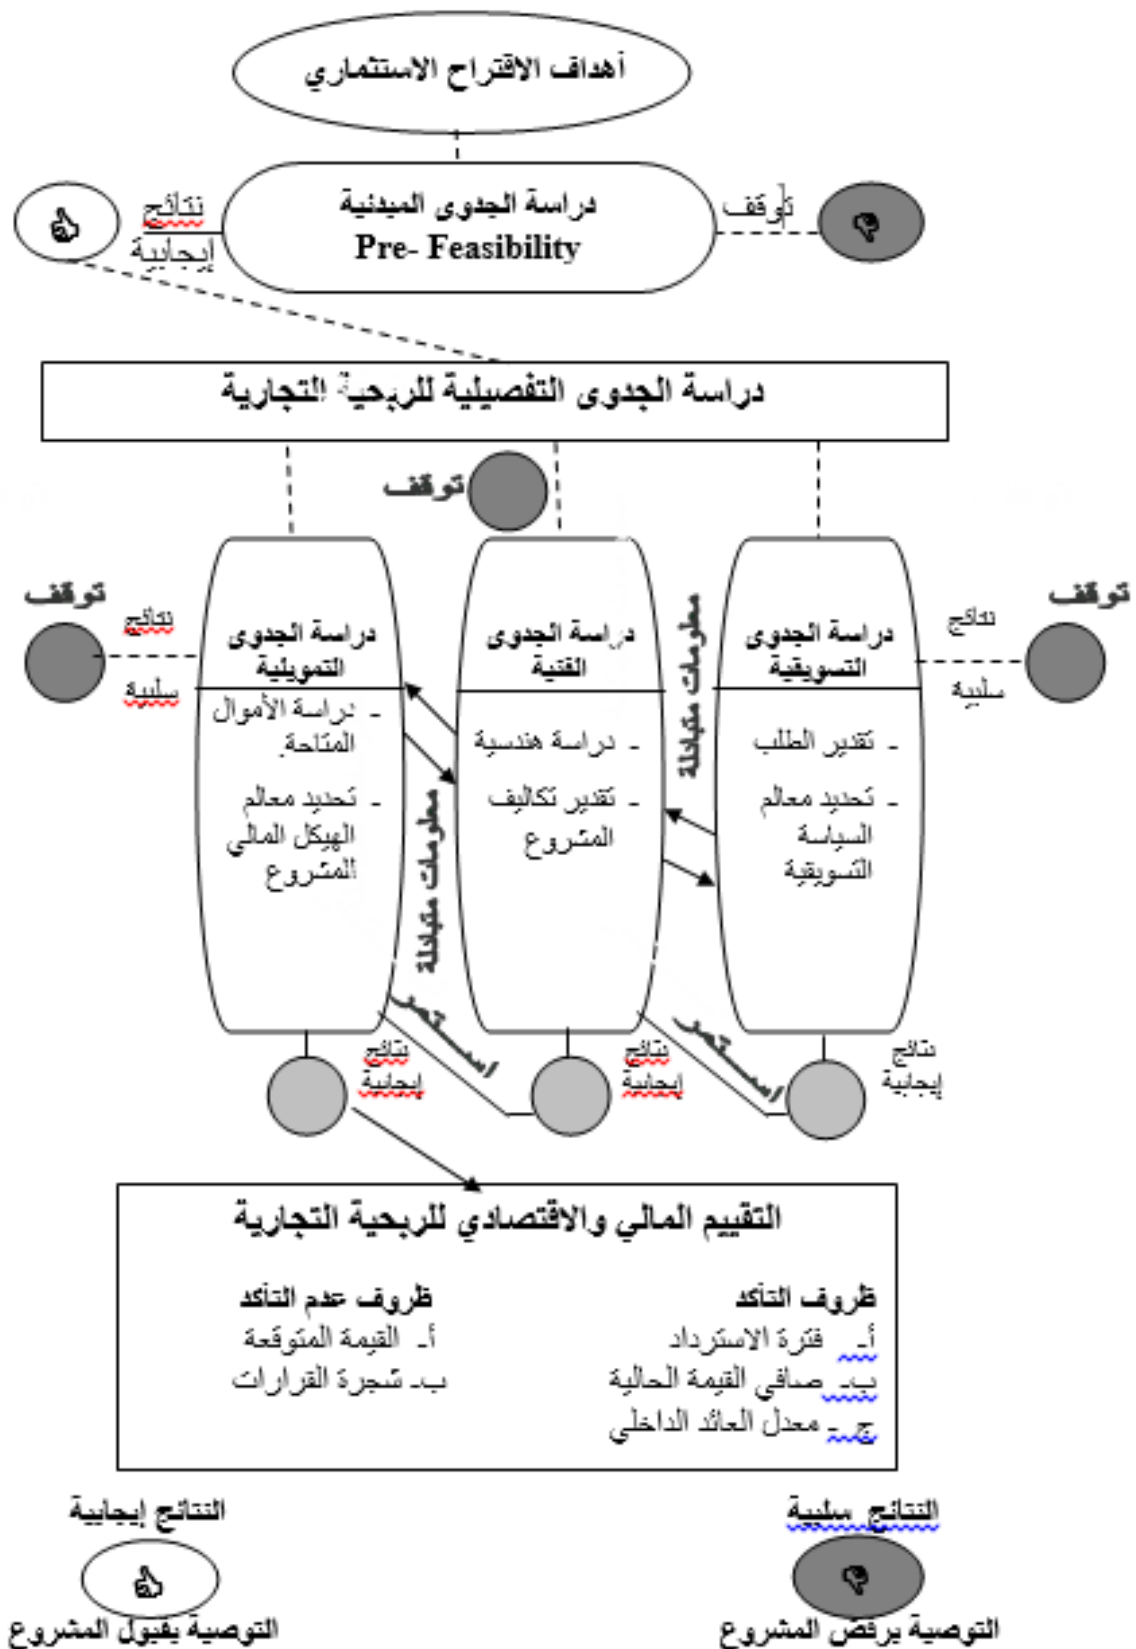 أهداف الاقتراح الاستثماري
دراسة الجدوى المبدئية
Pre- Feasibility
توقف
نتائج
إيجابية
دراسة الجدوى التفصيلية للربحية التجارية
توقف
توقف
نتائج
سلبية
دراسة الجدوى
التسويقية
- تقدير الطلب
- تحديد معالم
السياسة
التسويقية
معلومات متبادلة
دراسة الجدوى
الفنية
- دراسة هندسية
- تقدير تكاليف
المشروع
معلومات متبادلة
دراسة الجدوى
التمويلية
- دراسة الأموال
المتاحة.
- تحديد معالم
الهيكل المالي
للمشروع
توقف
نتائج
سلبية
نتائج
إيجابية
استمر
نتائج
إيجابية
استمر
نتائج
إيجابية
التقييم المالي والاقتصادي للربحية التجارية
ظروف التأكد
أ- فترة الاسترداد
ب- صافي القيمة الحالية
ج - معدل العائد الداخلي
ظروف عدم التأكد
أ- القيمة المتوقعة
ب- شجرة القرارات
النتائج سلبية
التوصية برفض المشروع
النتائج إيجابية
التوصية بقبول المشروع